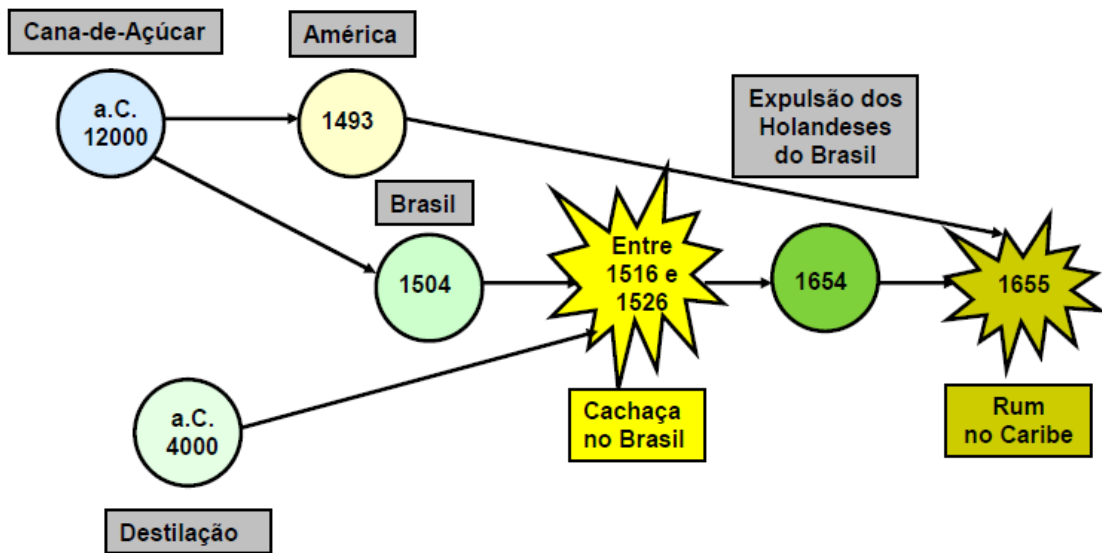 Cana-de-Açúcar
América
a.C.
12000
1493
Expulsão dos
Holandeses
do Brasil
Brasil
1504
Entre
1516 e
1526
1654
1655
Cachaça
no Brasil
Rum
no Caribe
a.C.
4000
Destilação